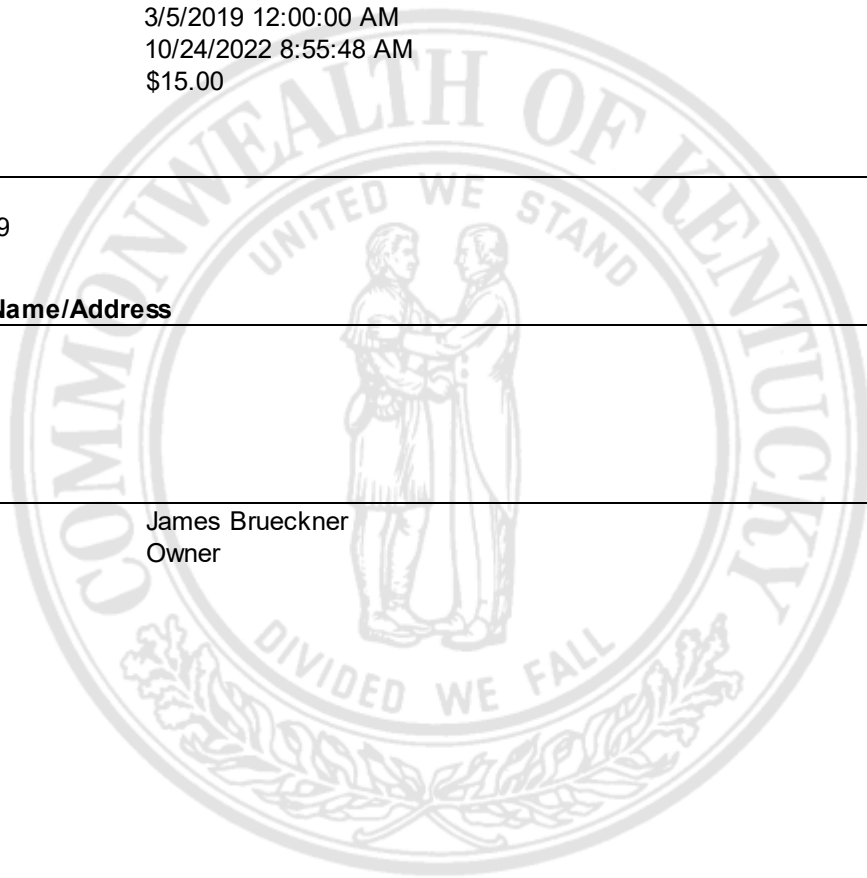 3/5/2019 12:00:00 AM
10/24/2022 8:55:48 AM
$15.00
COMMONWEALTH OF KENTUCKY
UNITED WE STAND
9
Name/Address
James Brueckner
Owner
DIVIDED WE FALL